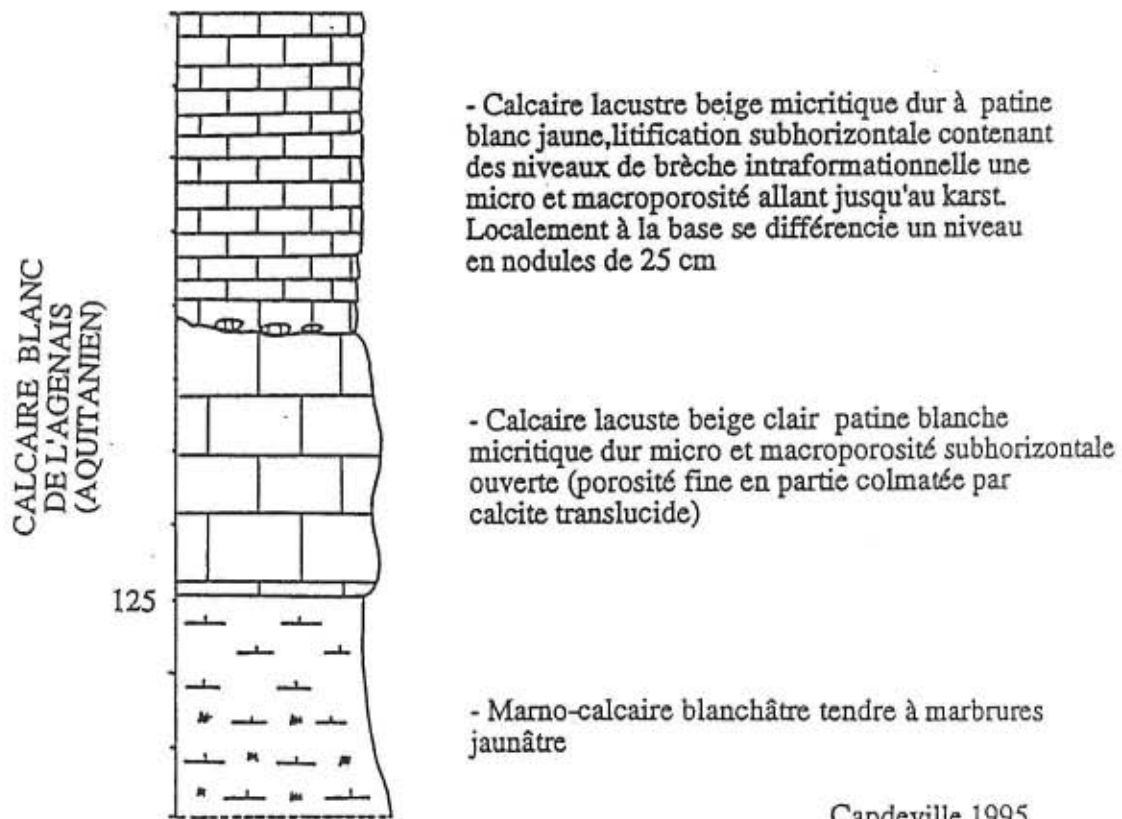 - Calcaire lacustre beige micritique dur à patine
blanc jaune,litification subhorizontale contenant
des niveaux de brèche intraformationnelle une
micro et macroporosité allant jusqu'au karst.
Localement à la base se différencie un niveau
en nodules de 25 cm
CALCAIRE BLANC
DE L'AGENAIS
(AQUITANIEN)
- Calcaire lacuste beige clair patine blanche
micritique dur micro et macroporosité subhorizontale
ouverte (porosité fine en partie colmatée par
calcite translucide)
125
- Marno-calcaire blanchâtre tendre à marbrures
jaunâtre
Capdeville 1995